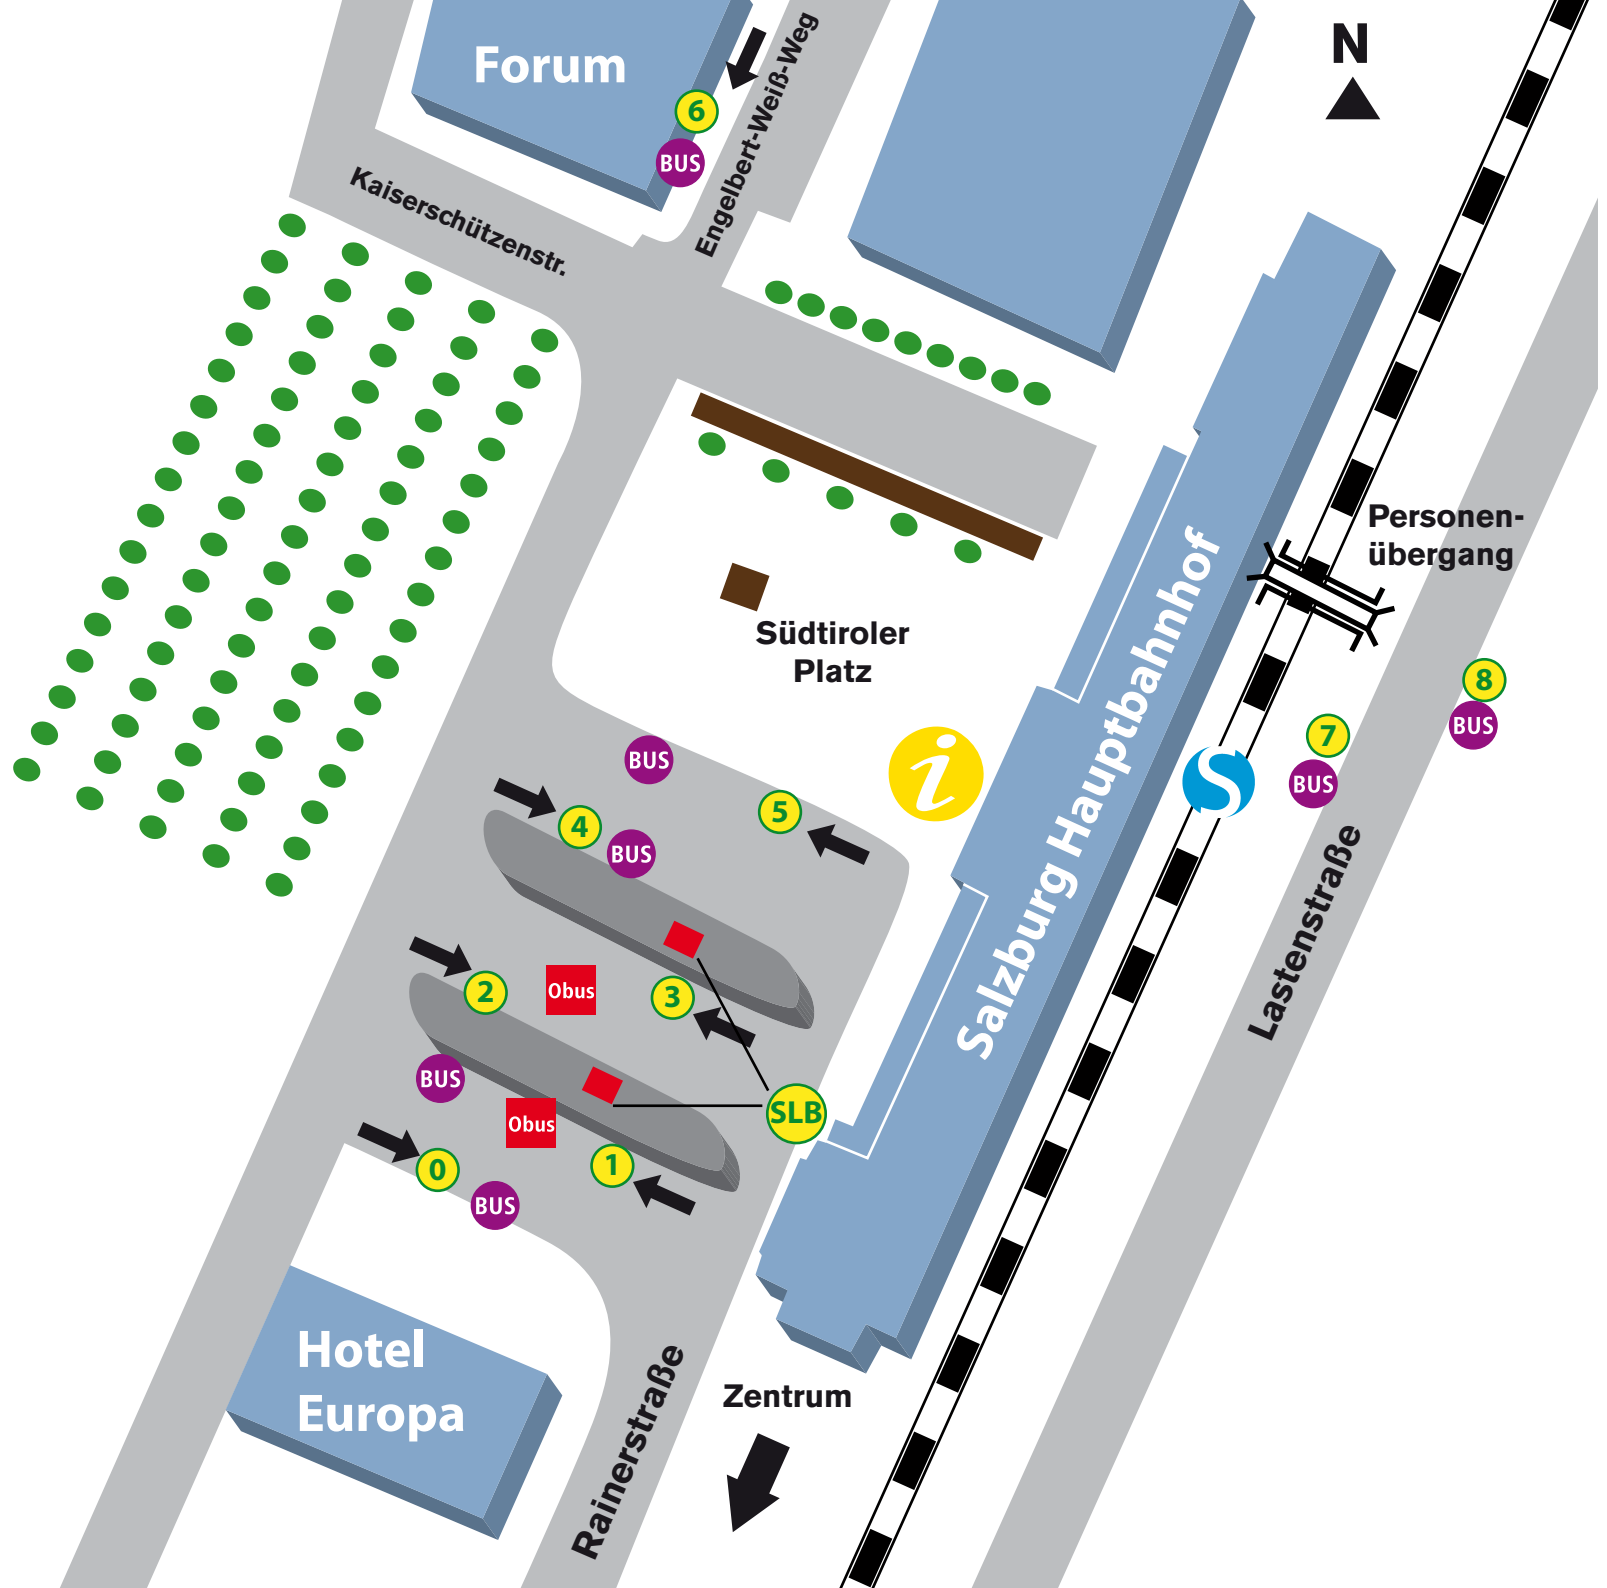 Forum
6
BUS
Engelbert-Weiß-Weg
N
Kaiserschützenstr.
Personen-
übergang
Südtiroler
Platz
Salzburg Hauptbahnhof
8
BUS
7
BUS
i
S
BUS
5
4
BUS
Lastenstraße
2
Obus
3
BUS
Obus
SLB
0
1
BUS
Hotel
Europa
Rainerstraße
Zentrum